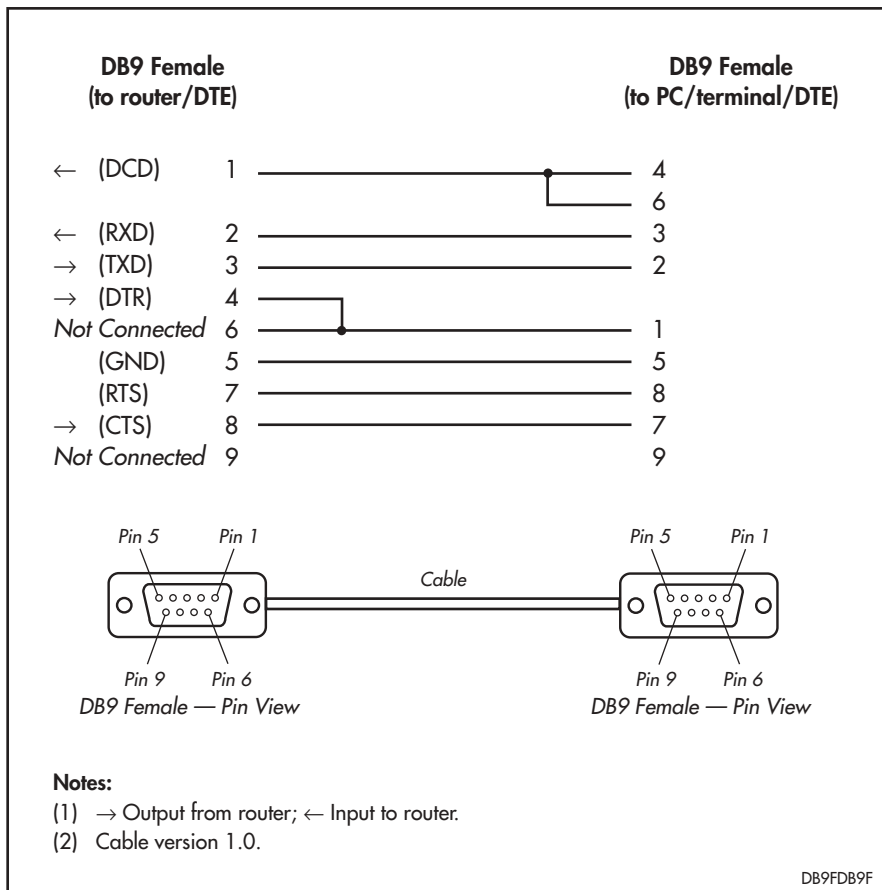 DB9 Female DB9 Female
(to router/DTE) (to PC/terminal/DTE)
← (DCD) 1 4
6
← (RXD) 2 3
→ (TXD) 3 2
→ (DTR) 4
Not Connected 6 1
(GND) 5 5
(RTS) 7 8
→ (CTS) 8 7
Not Connected 9 9
Pin 5 Pin 1 Pin 5 Pin 1
Cable
Pin 9 Pin 6 Pin 9 Pin 6
DB9 Female — Pin View DB9 Female — Pin View
Notes:
(1) → Output from router; ← Input to router.
(2) Cable version 1.0.
DB9FDB9F